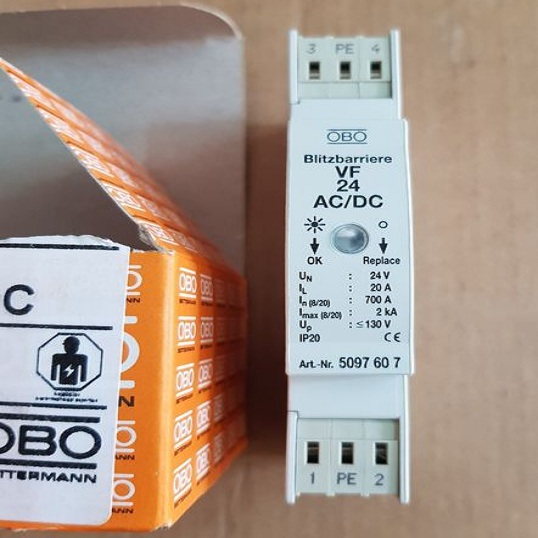 3 PE 4
OBO
Blitzbarriere
VF
24
AC/DC
OK Replace
UN : 24 V
IL : 20 A
In (8/20) : 700 A
Imax (8/20) : 2 kA
Up : ≤ 130 V
IP20 CE
Art.-Nr. 5097 60 7
1 PE 2
C
OBO
TTERMANN
OBO
OBO
OBO
OBO
OBO